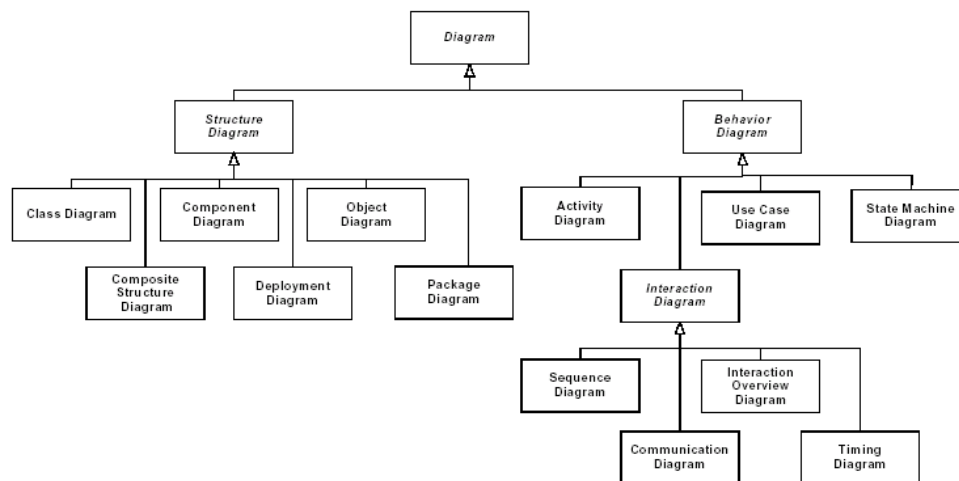 Diagram
Structure
Diagram
Behavior
Diagram
Class Diagram
Component
Diagram
Object
Diagram
Activity
Diagram
Use Case
Diagram
State Machine
Diagram
Composite
Structure
Diagram
Deployment
Diagram
Package
Diagram
Interaction
Diagram
Sequence
Diagram
Interaction
Overview
Diagram
Communication
Diagram
Timing
Diagram